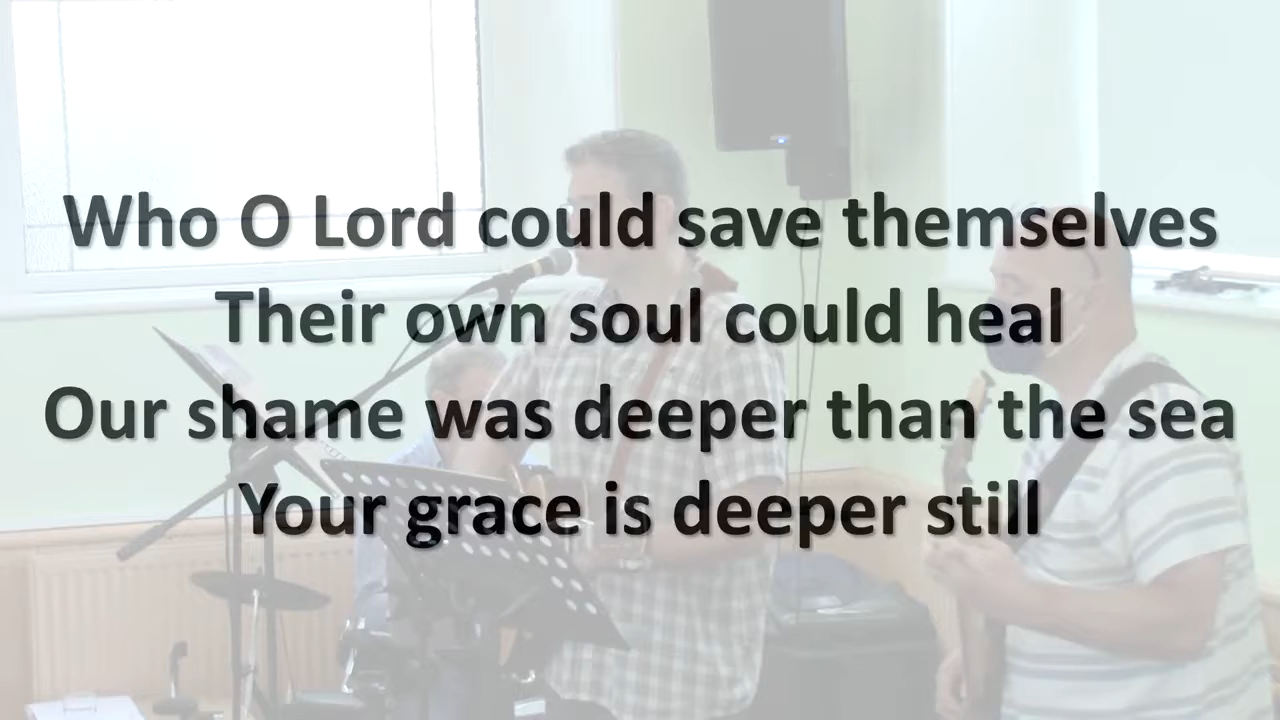 Who O Lord could save themselves
Their own soul could heal
Our shame was deeper than the sea
Your grace is deeper still